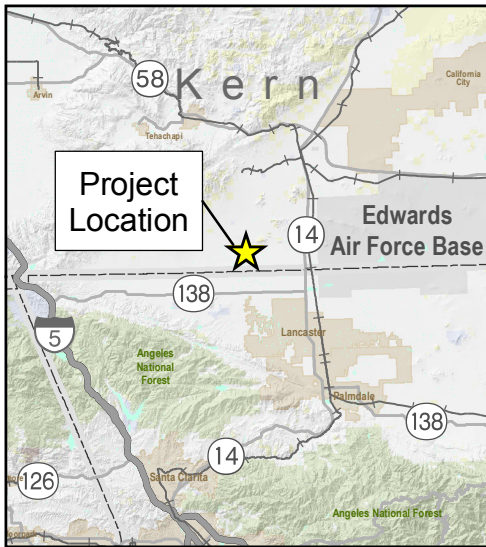 58
Kern
California
City
Arvin
Tehachapi
Project
Location
Edwards
Air Force Base
14
138
5
Lancaster
Angeles
National
Forest
Palmdale
138
14
Santa Clarita
126
Angeles National Forest